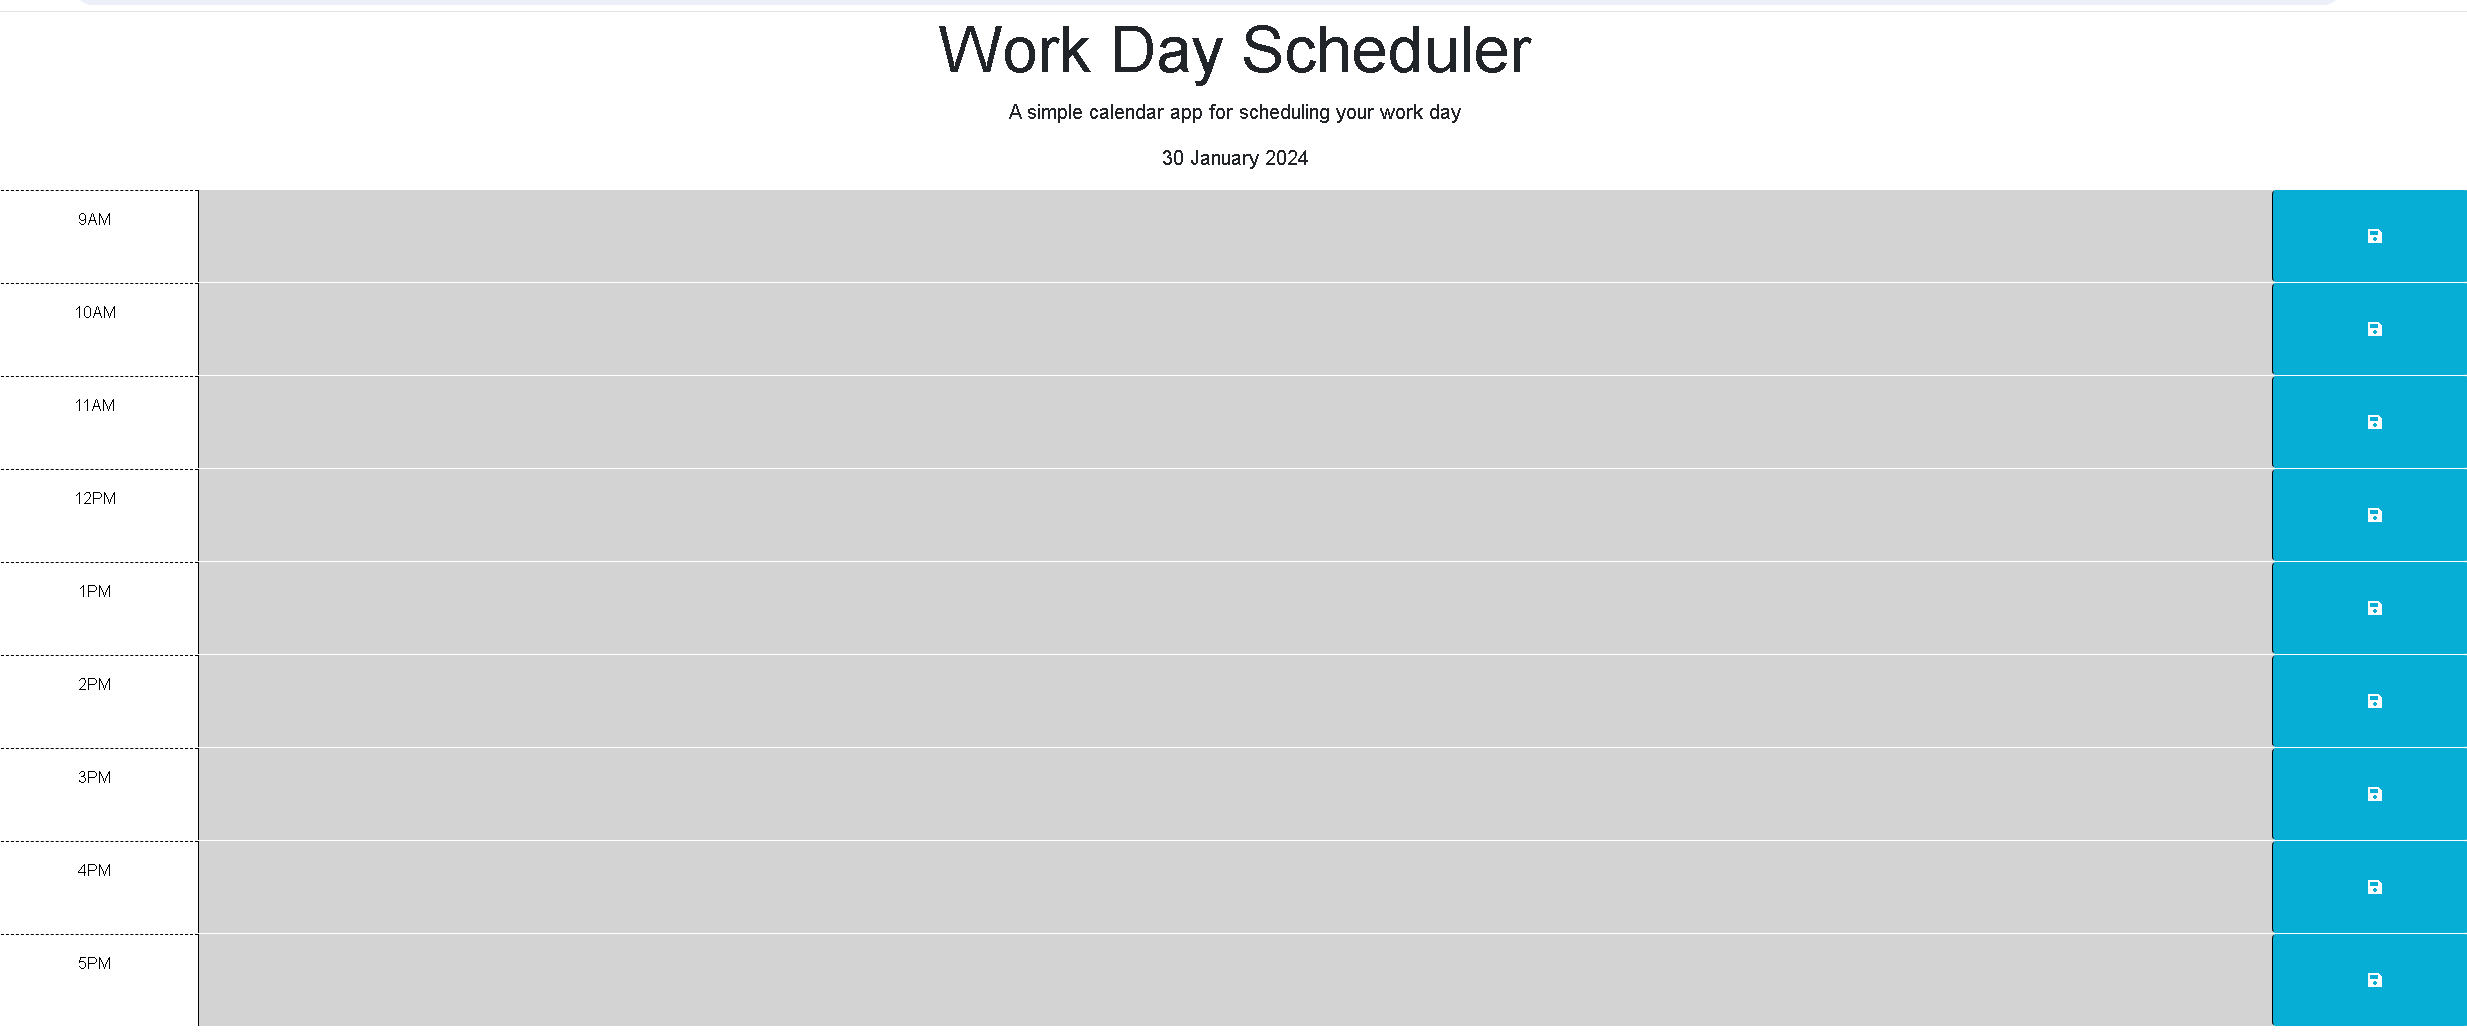 Work Day Scheduler
A simple calendar app for scheduling your work day
30 January 2024
9AM
10AM
11AM
12PM
1PM
2PM
3PM
4PM
5PM